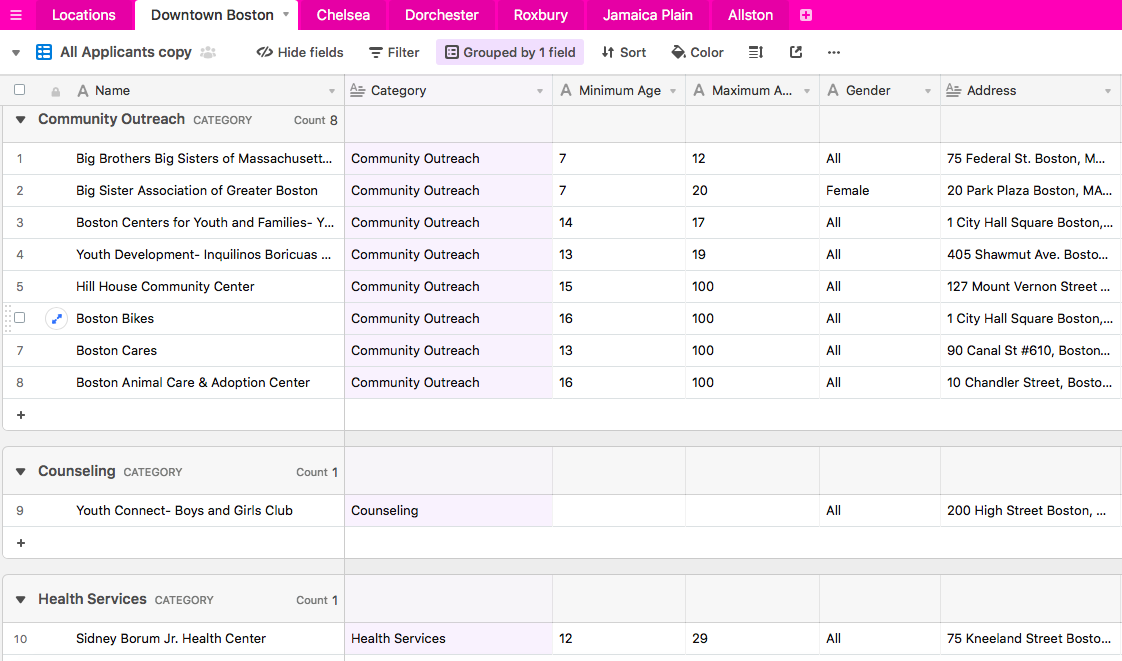 Locations Downtown Boston Chelsea Dorchester Roxbury Jamaica Plain Allston
All Applicants copy Hide fields Filter Grouped by 1 field Sort Color ...
A Name Category A Minimum Age A Maximum A... A Gender Address
Community Outreach CATEGORY Count 8
1 Big Brothers Big Sisters of Massachusett... Community Outreach 7 12 All 75 Federal St. Boston, M...
2 Big Sister Association of Greater Boston Community Outreach 7 20 Female 20 Park Plaza Boston, MA...
3 Boston Centers for Youth and Families- Y... Community Outreach 14 17 All 1 City Hall Square Boston,...
4 Youth Development- Inquilinos Boricuas ... Community Outreach 13 19 All 405 Shawmut Ave. Bosto...
5 Hill House Community Center Community Outreach 15 100 All 127 Mount Vernon Street ...
Boston Bikes Community Outreach 16 100 All 1 City Hall Square Boston,...
7 Boston Cares Community Outreach 13 100 All 90 Canal St #610, Boston...
8 Boston Animal Care & Adoption Center Community Outreach 16 100 All 10 Chandler Street, Bosto...
+
Counseling CATEGORY Count 1
9 Youth Connect- Boys and Girls Club Counseling All 200 High Street Boston, ...
+
Health Services CATEGORY Count 1
10 Sidney Borum Jr. Health Center Health Services 12 29 All 75 Kneeland Street Bosto...